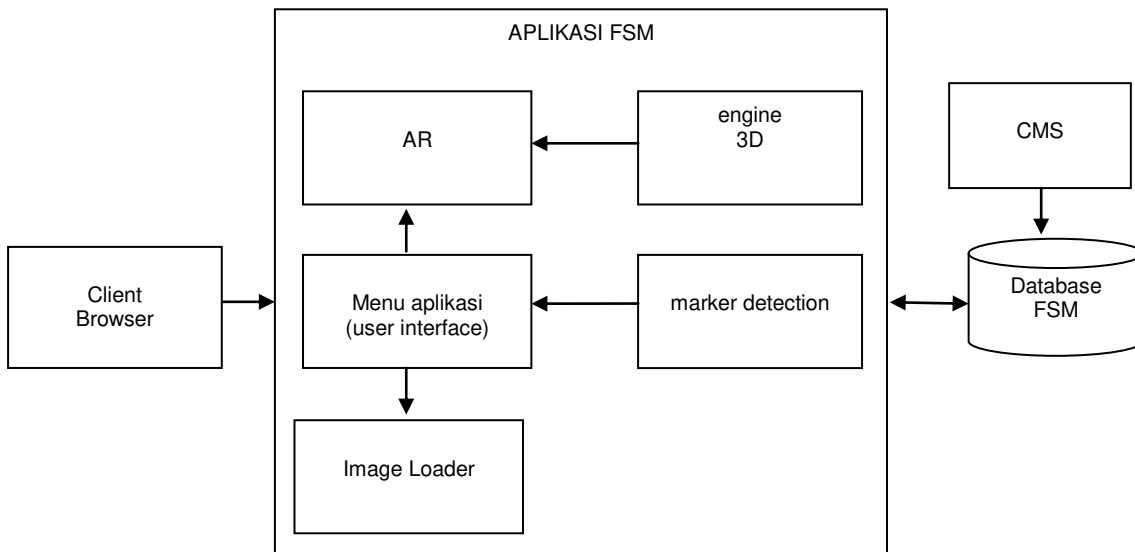 APLIKASI FSM
AR
engine
3D
CMS
Client
Browser
Menu aplikasi
(user interface)
marker detection
Database
FSM
Image Loader